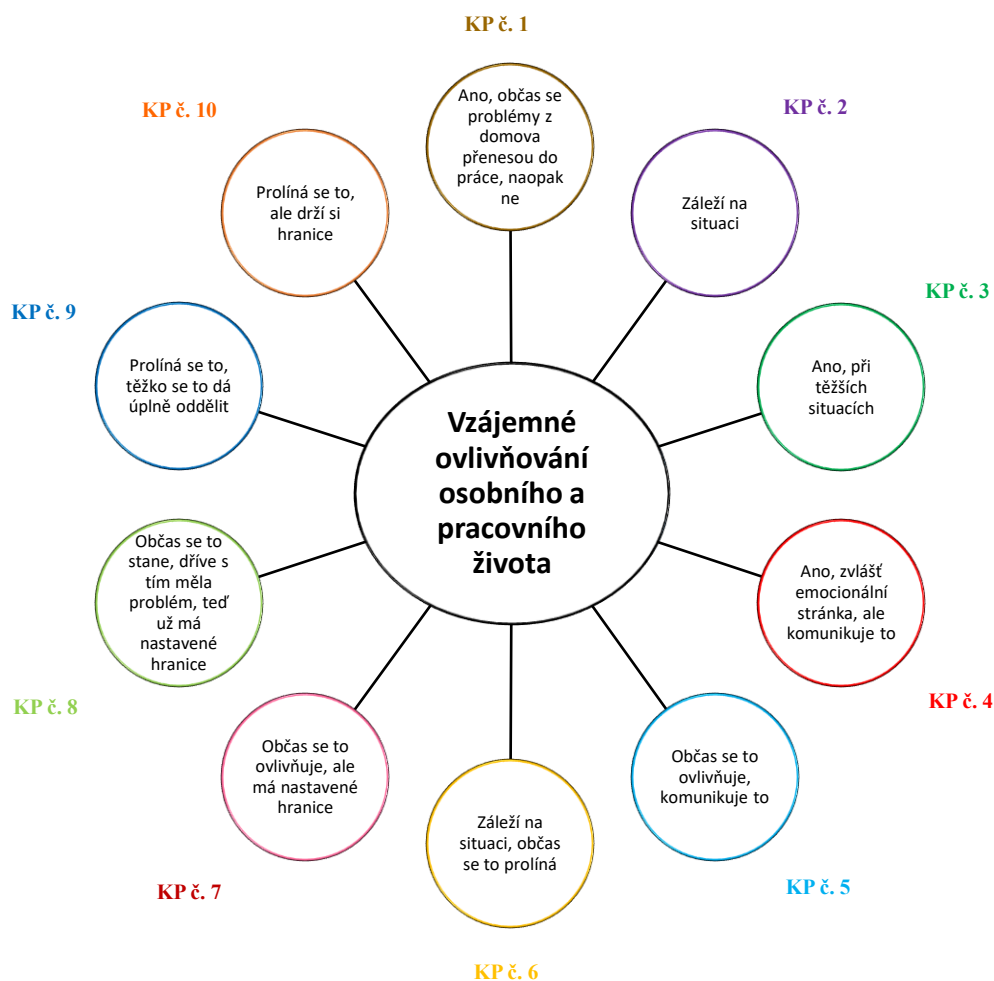 KP č. 1
Ano, občas se
problémy z
domova
přenesou do
práce, naopak
ne
KP č. 2
Záleží na
situaci
KP č. 3
Ano, při
těžších
situacích
KP č. 4
Ano, zvlášť
emocionální
stránka, ale
komunikuje to
KP č. 5
Občas se to
ovlivňuje,
komunikuje to
KP č. 6
Záleží na
situaci, občas
se to prolíná
KP č. 7
Občas se to
ovlivňuje, ale
má nastavené
hranice
KP č. 8
Občas se to
stane, dříve s
tím měla
problém, teď
už má
nastavené
hranice
KP č. 9
Prolíná se to,
těžko se to dá
úplně oddělit
KP č. 10
Prolíná se to,
ale drží si
hranice
Vzájemné
ovlivňování
osobního a
pracovního
života